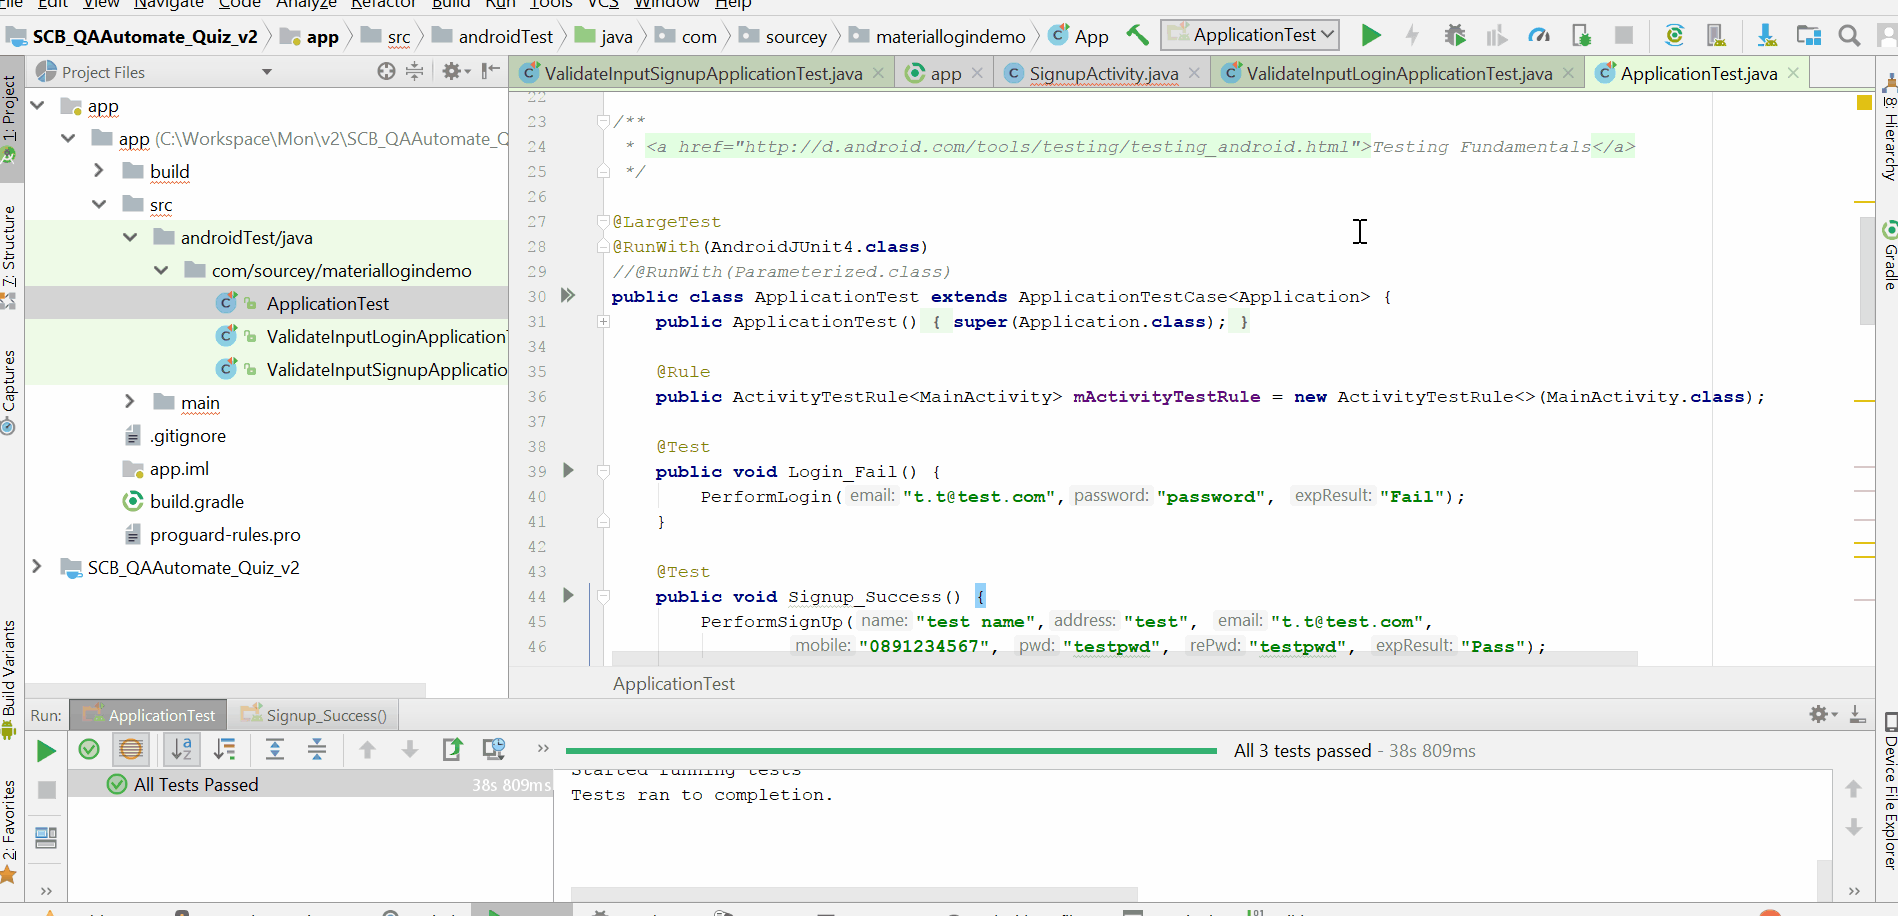 File Edit View Navigate Code Analyze Refactor Build Run Tools VCS Window Help
SCB_QAAutomate_Quiz_v2 app src androidTest java com sourcey materiallogindemo App ApplicationTest
1: Project
7: Structure
Captures
Build Variants
2: Favorites
Project Files
app
app (C:\Workspace\Mon\v2\SCB_QAAutomate_Q
build
src
androidTest/java
com/sourcey/materiallogindemo
ApplicationTest
ValidateInputLoginApplication
ValidateInputSignupApplicatio
main
.gitignore
app.iml
build.gradle
proguard-rules.pro
SCB_QAAutomate_Quiz_v2
ValidateInputSignupApplicationTest.java app SignupActivity.java ValidateInputLoginApplicationTest.java ApplicationTest.java
22
23 /**
24 * <a href="http://d.android.com/tools/testing/testing_android.html">Testing Fundamentals</a>
25 */
26
27 @LargeTest
28 @RunWith(AndroidJUnit4.class)
29 //@RunWith(Parameterized.class)
30 public class ApplicationTest extends ApplicationTestCase<Application> {
31 public ApplicationTest() { super(Application.class); }
34
35 @Rule
36 public ActivityTestRule<MainActivity> mActivityTestRule = new ActivityTestRule<>(MainActivity.class);
37
38 @Test
39 public void Login_Fail() {
40 PerformLogin( email: "t.t@test.com", password: "password", expResult: "Fail");
41 }
42
43 @Test
44 public void Signup_Success() {
45 PerformSignUp( name: "test name", address: "test", email: "t.t@test.com",
46 mobile: "0891234567", pwd: "testpwd", rePwd: "testpwd", expResult: "Pass");
ApplicationTest
8: Hierarchy
Gradle
Device File Explorer
Run: ApplicationTest Signup_Success()
All 3 tests passed - 38s 809ms
All Tests Passed 38s 809ms
Started running tests
Tests ran to completion.